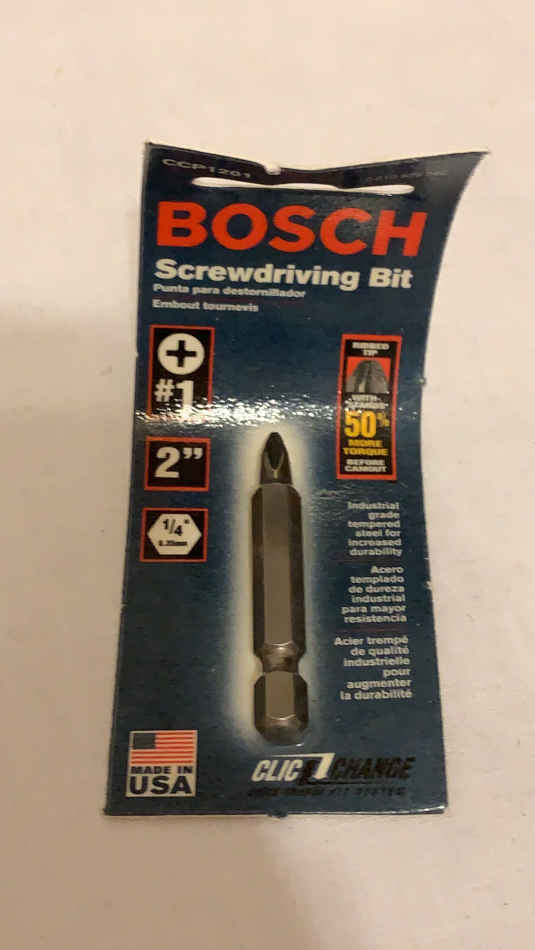 CCP1201
BOSCH
Screwdriving Bit
Punta para destornillador
Embout tournevis
#1
2”
1/4"
6.35mm
RIBBED
TIP
WITH-
STANDS
50%
MORE
TORQUE
BEFORE
CAMOUT
Industrial
grade
tempered
steel for
increased
durability
Acero
templado
de dureza
industrial
para mayor
resistencia
Acier trempé
de qualité
industrielle
pour
augmenter
la durabilité
MADE IN
USA
CLIC CHANGE